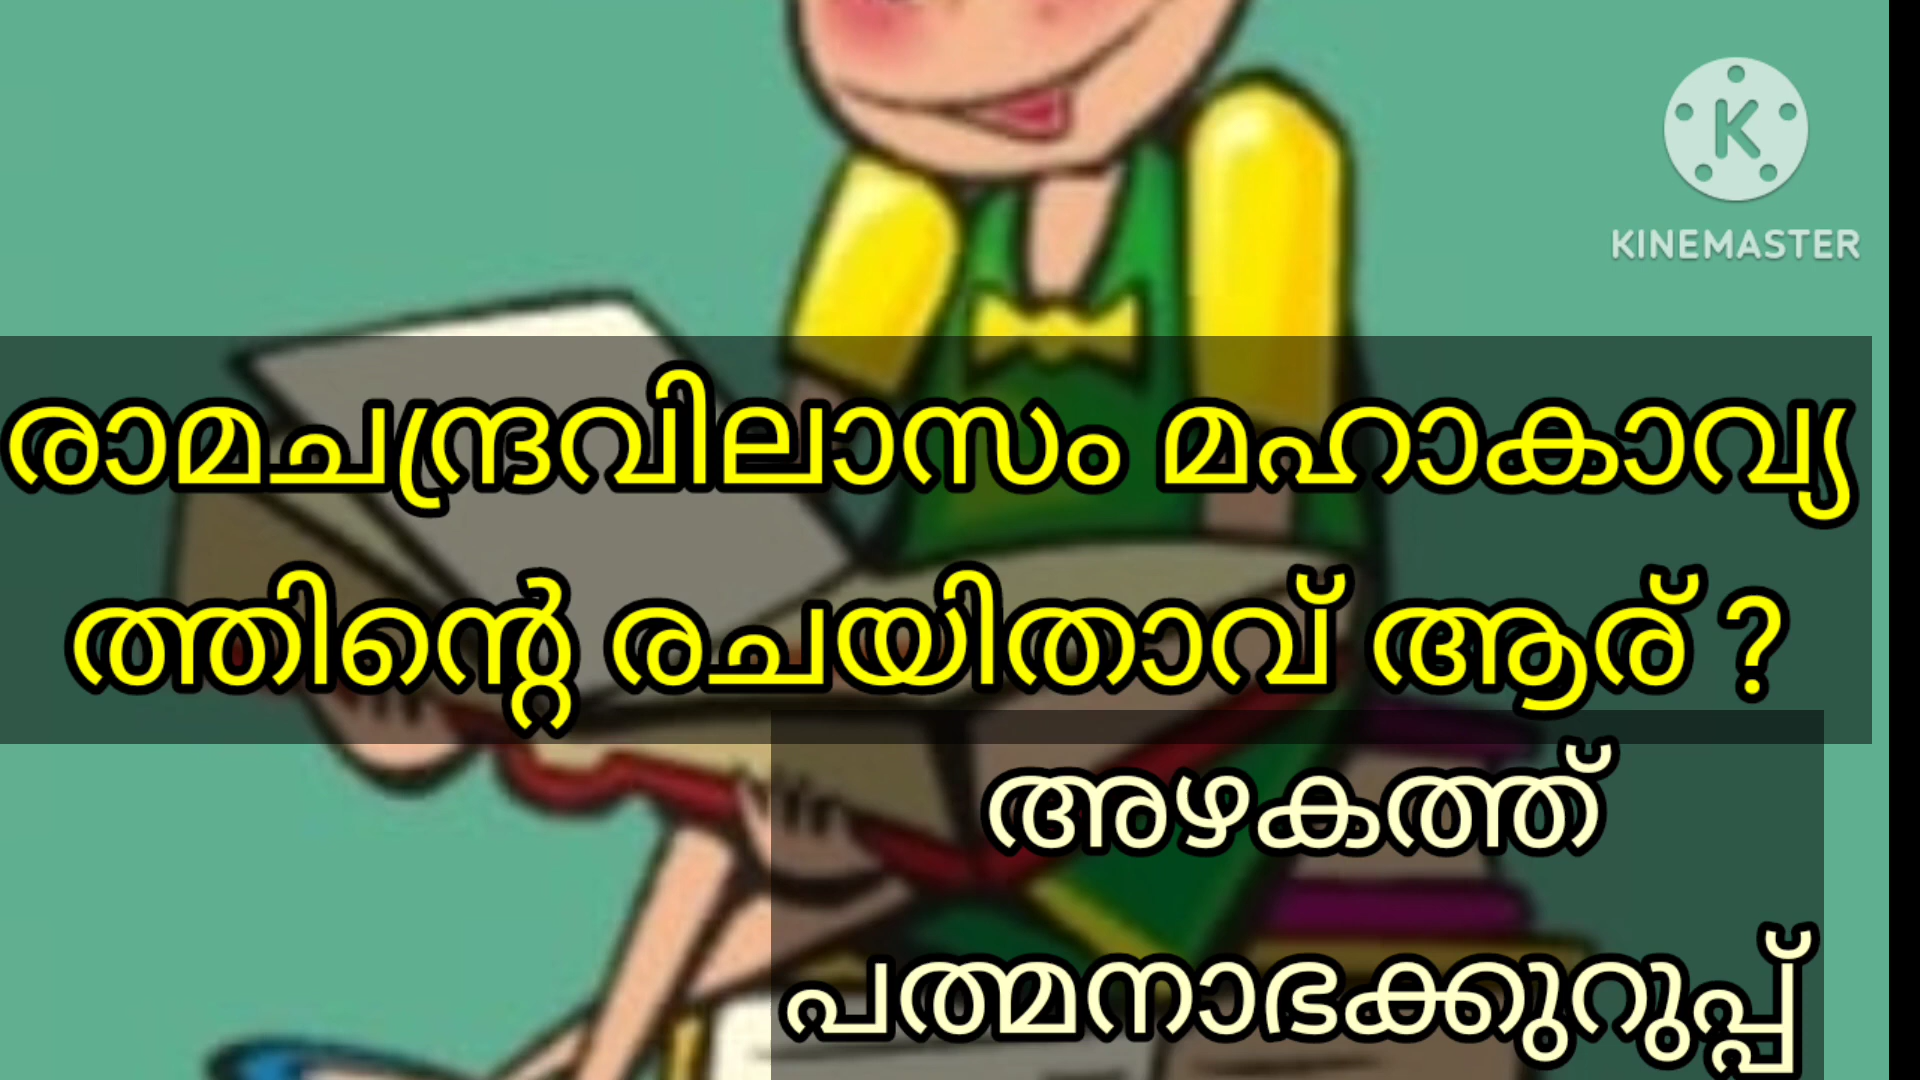 KINEMASTER
രാമചന്ദ്രവിലാസം മഹാകാവ്യ
ത്തിന്റെ രചയിതാവ് ആര് ?
അഴകത്ത്
പത്മനാഭക്കുറുപ്പ്